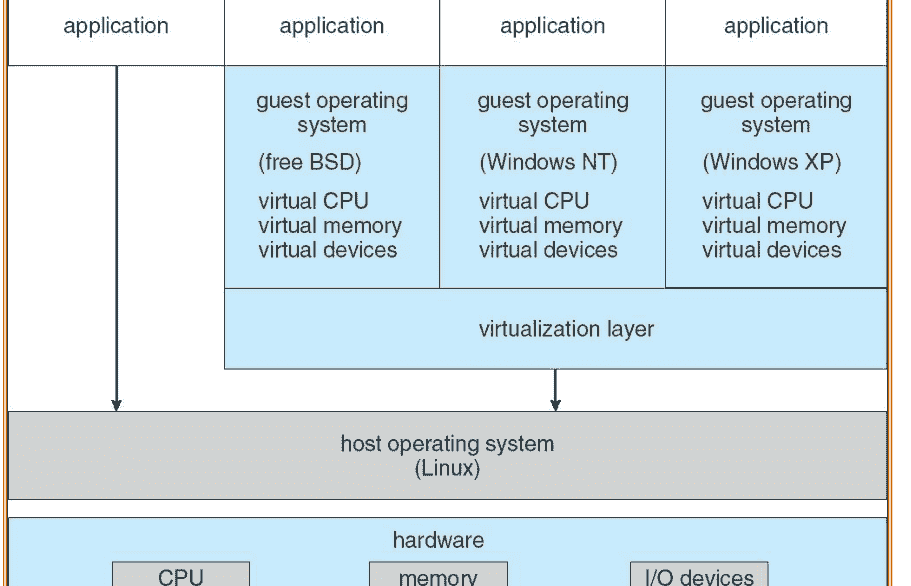 application
application
application
application
guest operating
system
(free BSD)
virtual CPU
virtual memory
virtual devices
guest operating
system
(Windows NT)
virtual CPU
virtual memory
virtual devices
guest operating
system
(Windows XP)
virtual CPU
virtual memory
virtual devices
virtualization layer
host operating system
(Linux)
hardware
CPU
memory
I/O devices